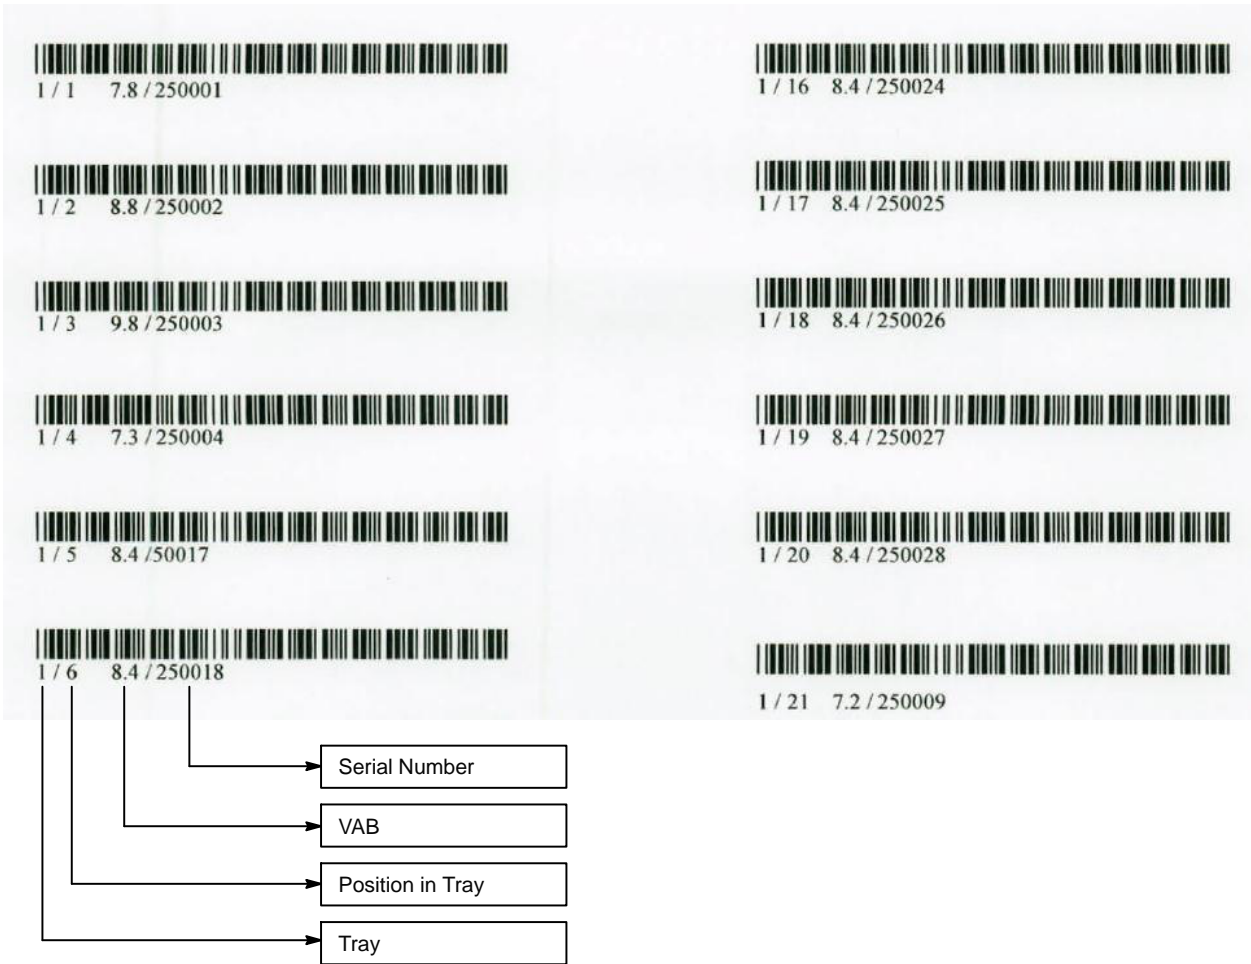 1 / 1 7.8 / 250001
1 / 2 8.8 / 250002
1 / 3 9.8 / 250003
1 / 4 7.3 / 250004
1 / 5 8.4 /50017
1 / 6 8.4 / 250018
1 / 16 8.4 / 250024
1 / 17 8.4 / 250025
1 / 18 8.4 / 250026
1 / 19 8.4 / 250027
1 / 20 8.4 / 250028
1 / 21 7.2 / 250009
Serial Number
VAB
Position in Tray
Tray